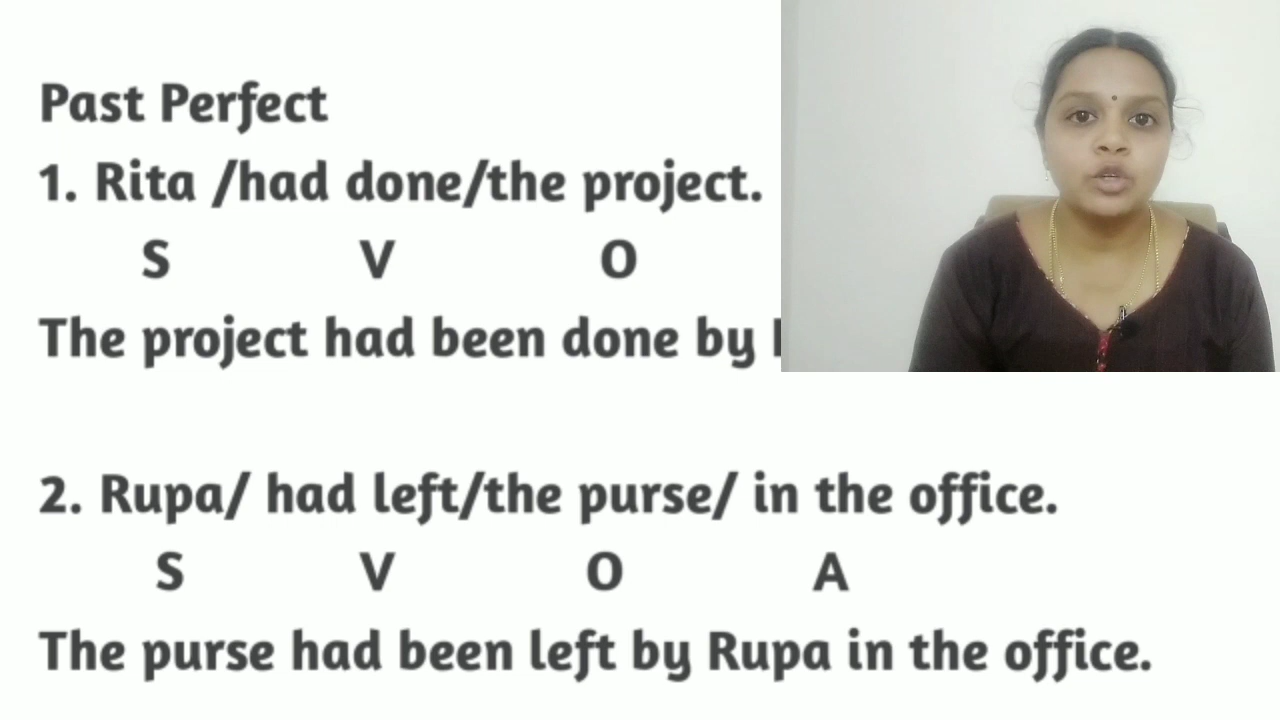 Past Perfect
1. Rita /had done/the project.
S V O
The project had been done by
2. Rupa/ had left/the purse/ in the office.
S V O A
The purse had been left by Rupa in the office.